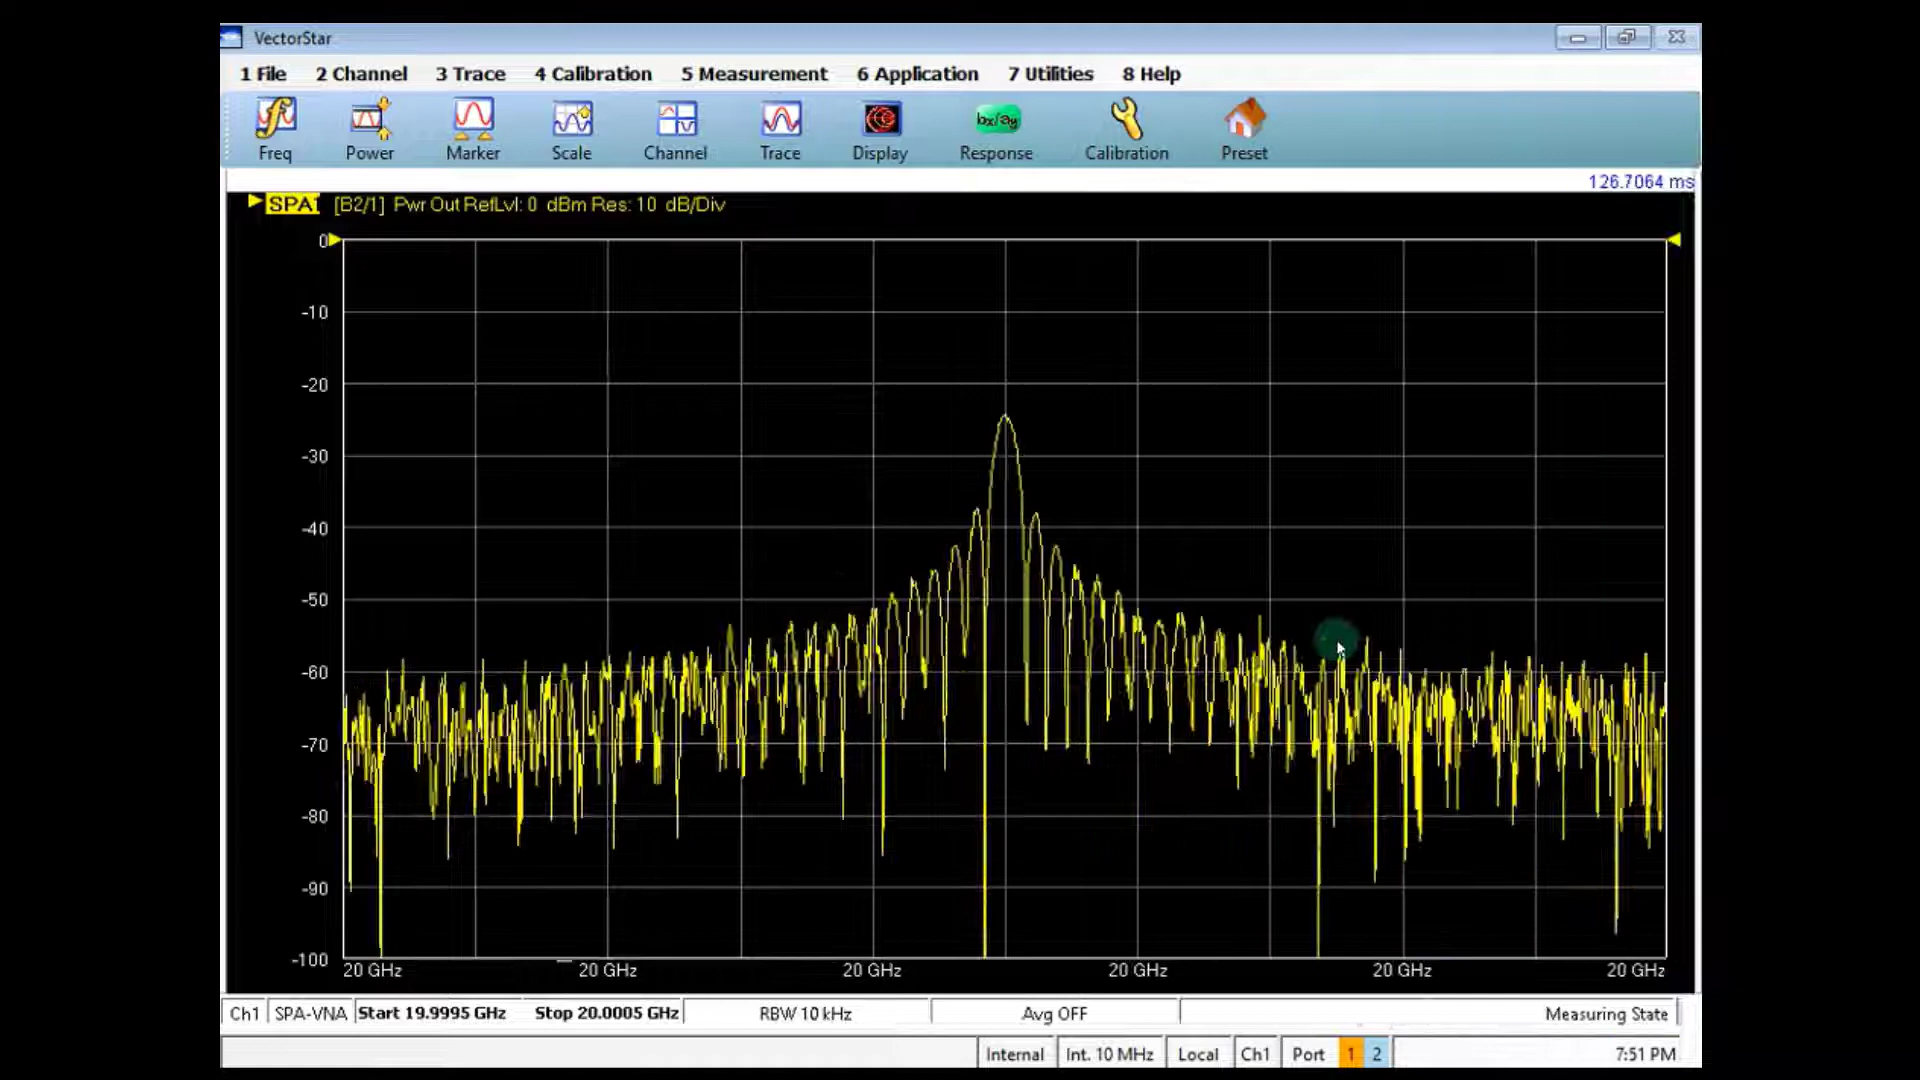 VectorStar
1 File 2 Channel 3 Trace 4 Calibration 5 Measurement 6 Application 7 Utilities 8 Help
bx/ay
Freq Power Marker Scale Channel Trace Display Response Calibration Preset
126.7064 ms
SPA1 [B2/1] Pwr Out RefLvl: 0 dBm Res: 10 dB/Div
0
-10
-20
-30
-40
-50
-60
-70
-80
-90
-100
20 GHz 20 GHz 20 GHz 20 GHz 20 GHz 20 GHz
Ch1 SPA-VNA Start 19.9995 GHz Stop 20.0005 GHz RBW 10 kHz Avg OFF Measuring State
Internal Int. 10 MHz Local Ch1 Port 1 2 7:51 PM